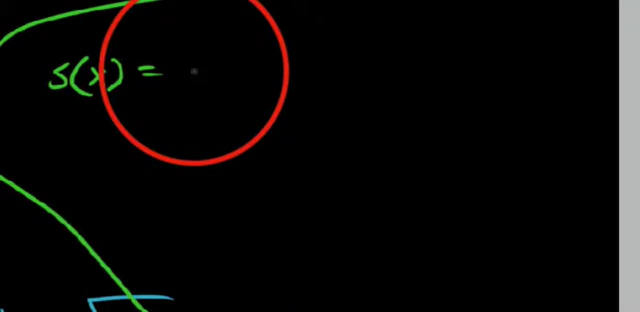 s(x) =